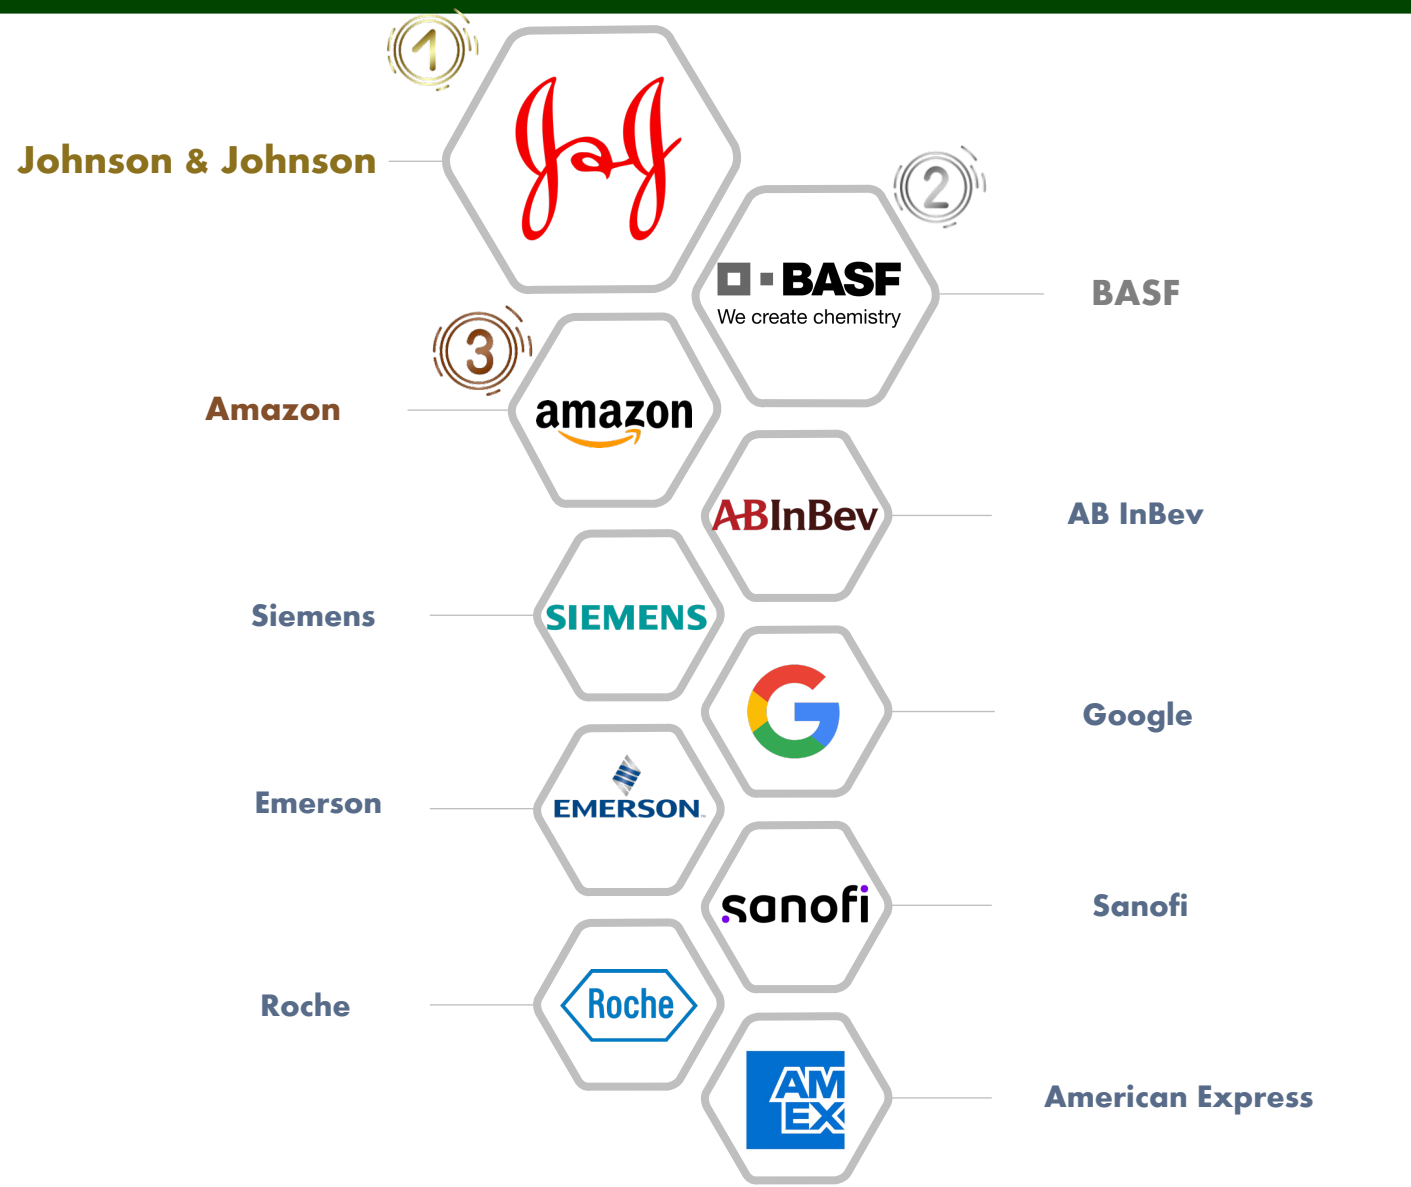 1
Johnson & Johnson
J&J
2
BASF
We create chemistry
BASF
3
Amazon
amazon
ABInBev
AB InBev
Siemens
SIEMENS
G
Google
Emerson
EMERSON™
sanofi
Sanofi
Roche
Roche
AM
EX
American Express